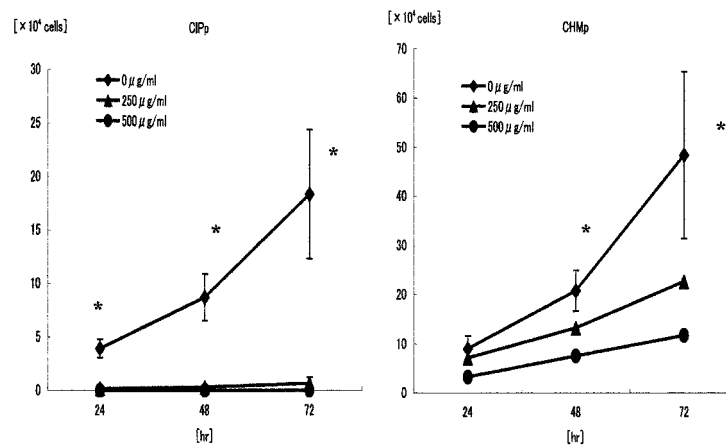 [×10⁴ cells]
CIPp
30
25
20
15
10
5
0
◆ 0 μg/ml
▲ 250 μg/ml
● 500 μg/ml
*
*
*
24 48 72
[hr]
[×10⁴ cells]
CHMp
70
60
50
40
30
20
10
0
◆ 0 μg/ml
▲ 250 μg/ml
● 500 μg/ml
*
*
24 48 72
[hr]